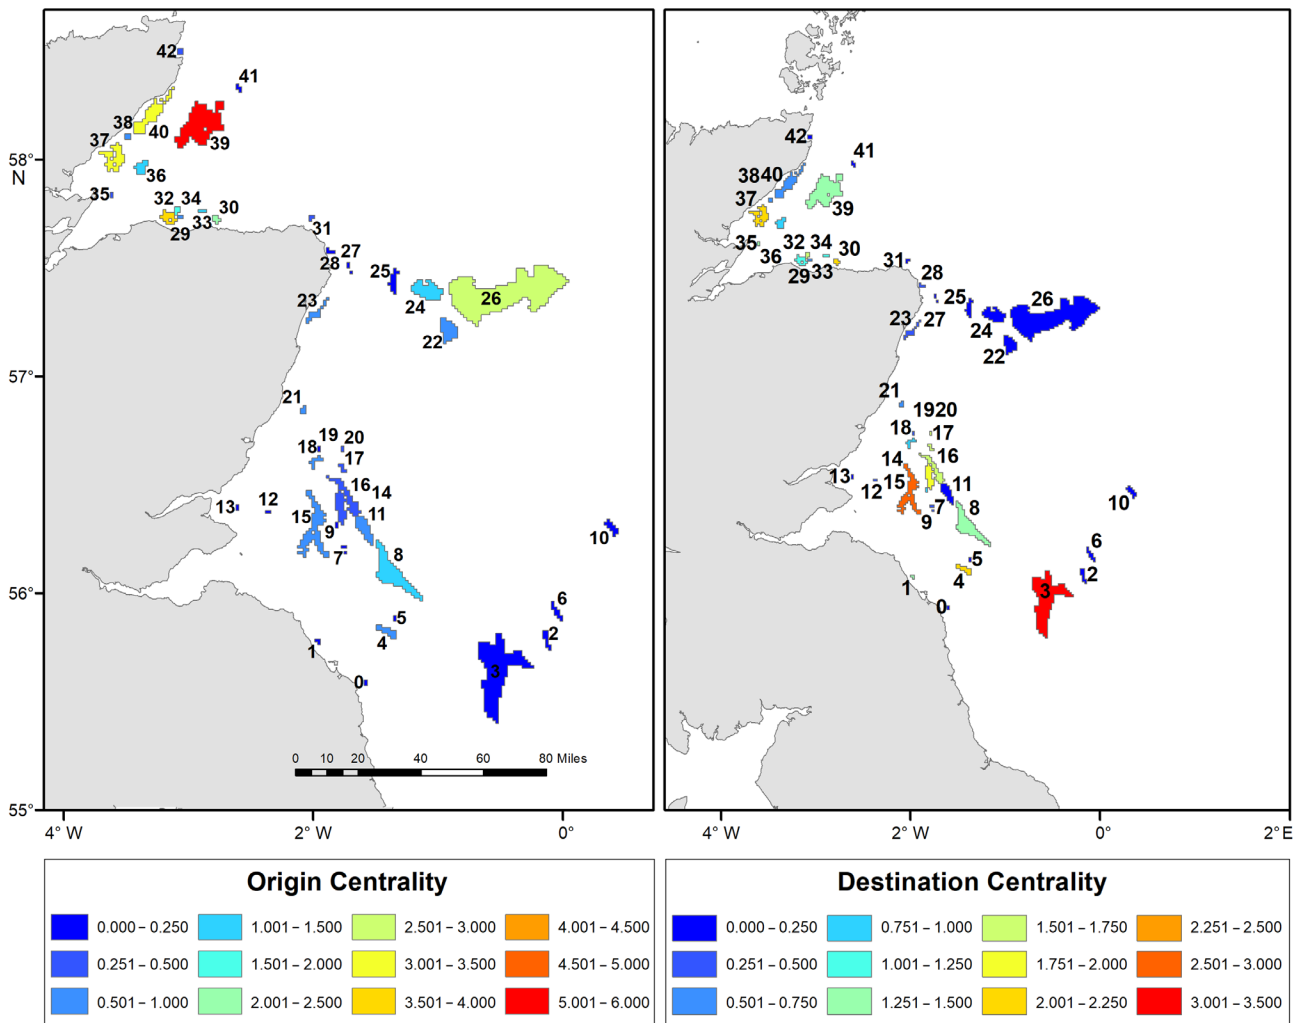 42
41
38
37
40
39
58°
N
36
35
32
34
30
33
29
31
27
28
25
26
24
23
22
57°
21
19
20
18
17
16
14
13
12
15
11
9
7
8
10
56°
6
5
4
2
1
3
0
0 10 20 40 60 80 Miles
55°
4° W
2° W
0°
42
41
38 40
37
39
35
32
34
30
36
29
33
31
28
25
26
23
27
24
22
21
19 20
18
17
14
16
13
15
11
12
7
8
10
9
6
5
4
2
1
3
0
4° W
2° W
0°
2° E
Origin Centrality
0.000 – 0.250
1.001 – 1.500
2.501 – 3.000
4.001 – 4.500
0.251 – 0.500
1.501 – 2.000
3.001 – 3.500
4.501 – 5.000
0.501 – 1.000
2.001 – 2.500
3.501 – 4.000
5.001 – 6.000
Destination Centrality
0.000 – 0.250
0.751 – 1.000
1.501 – 1.750
2.251 – 2.500
0.251 – 0.500
1.001 – 1.250
1.751 – 2.000
2.501 – 3.000
0.501 – 0.750
1.251 – 1.500
2.001 – 2.250
3.001 – 3.500